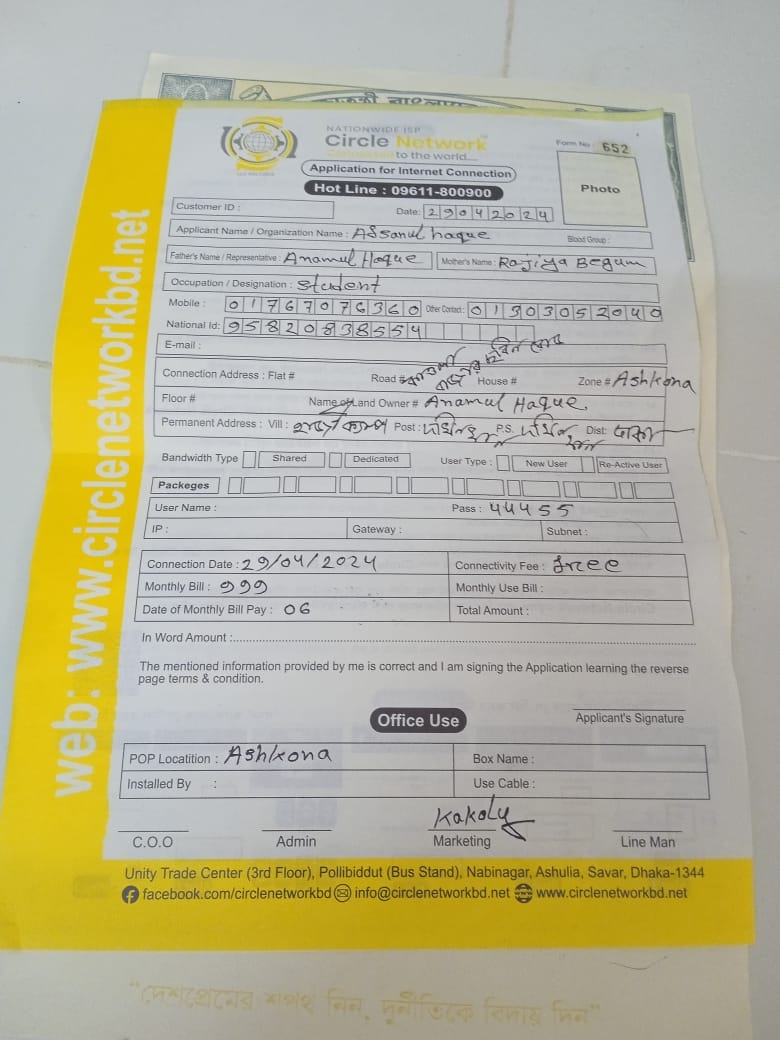 NATIONWIDE ISP
Circle Network
to the world....
Form No 652
Application for Internet Connection
Hot Line : 09611-800900
Photo
Customer ID :
Date: 29042024
Applicant Name / Organization Name : Assanul haque
Blood Group :
Father's Name / Representative : Anamul Haque
Mother's Name : Rajiya Begum
Occupation / Designation : Student
Mobile : 01767076360 Other Contact : 01303052040
National Id: 95820838554
E-mail :
Connection Address : Flat # Road # House # Zone # Ashkona
Floor # Name of Land Owner # Anamul Haque.
Permanent Address : Vill : Post : P.S. Dist: ঢাকা
Bandwidth Type Shared Dedicated User Type : New User Re-Active User
Packeges
User Name : Pass : 44455
IP : Gateway : Subnet :
Connection Date : 29/04/2024 Connectivity Fee : free
Monthly Bill : 999 Monthly Use Bill :
Date of Monthly Bill Pay : 06 Total Amount :
In Word Amount :
The mentioned information provided by me is correct and I am signing the Application learning the reverse
page terms & condition.
Applicant's Signature
Office Use
POP Locatition : Ashkona Box Name :
Installed By : Use Cable :
Kakoly
C.O.O Admin Marketing Line Man
Unity Trade Center (3rd Floor), Pollibiddut (Bus Stand), Nabinagar, Ashulia, Savar, Dhaka-1344
facebook.com/circlenetworkbd info@circlenetworkbd.net www.circlenetworkbd.net
web: www.circlenetworkbd.net
"দেশপ্রেমের শপথ নিন, দুর্নীতিকে বিদায় দিন"